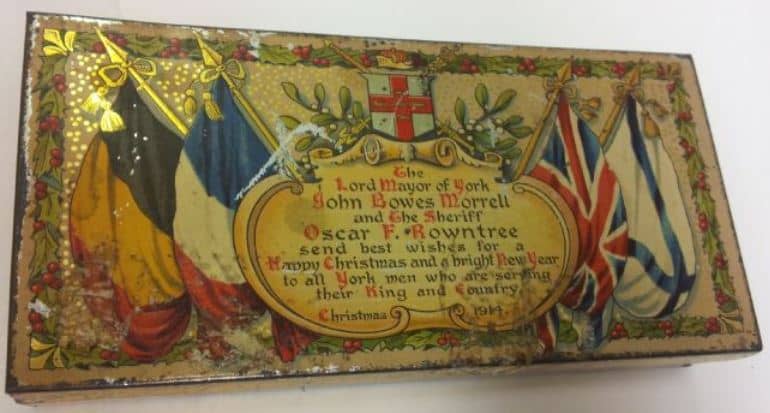 The
Lord Mayor of York
John Bowes Morrell
and The Sheriff
Oscar F. Rowntree
send best wishes for a
Happy Christmas and a bright New Year
to all York men who are serving
their King and Country.
Christmas 1914.